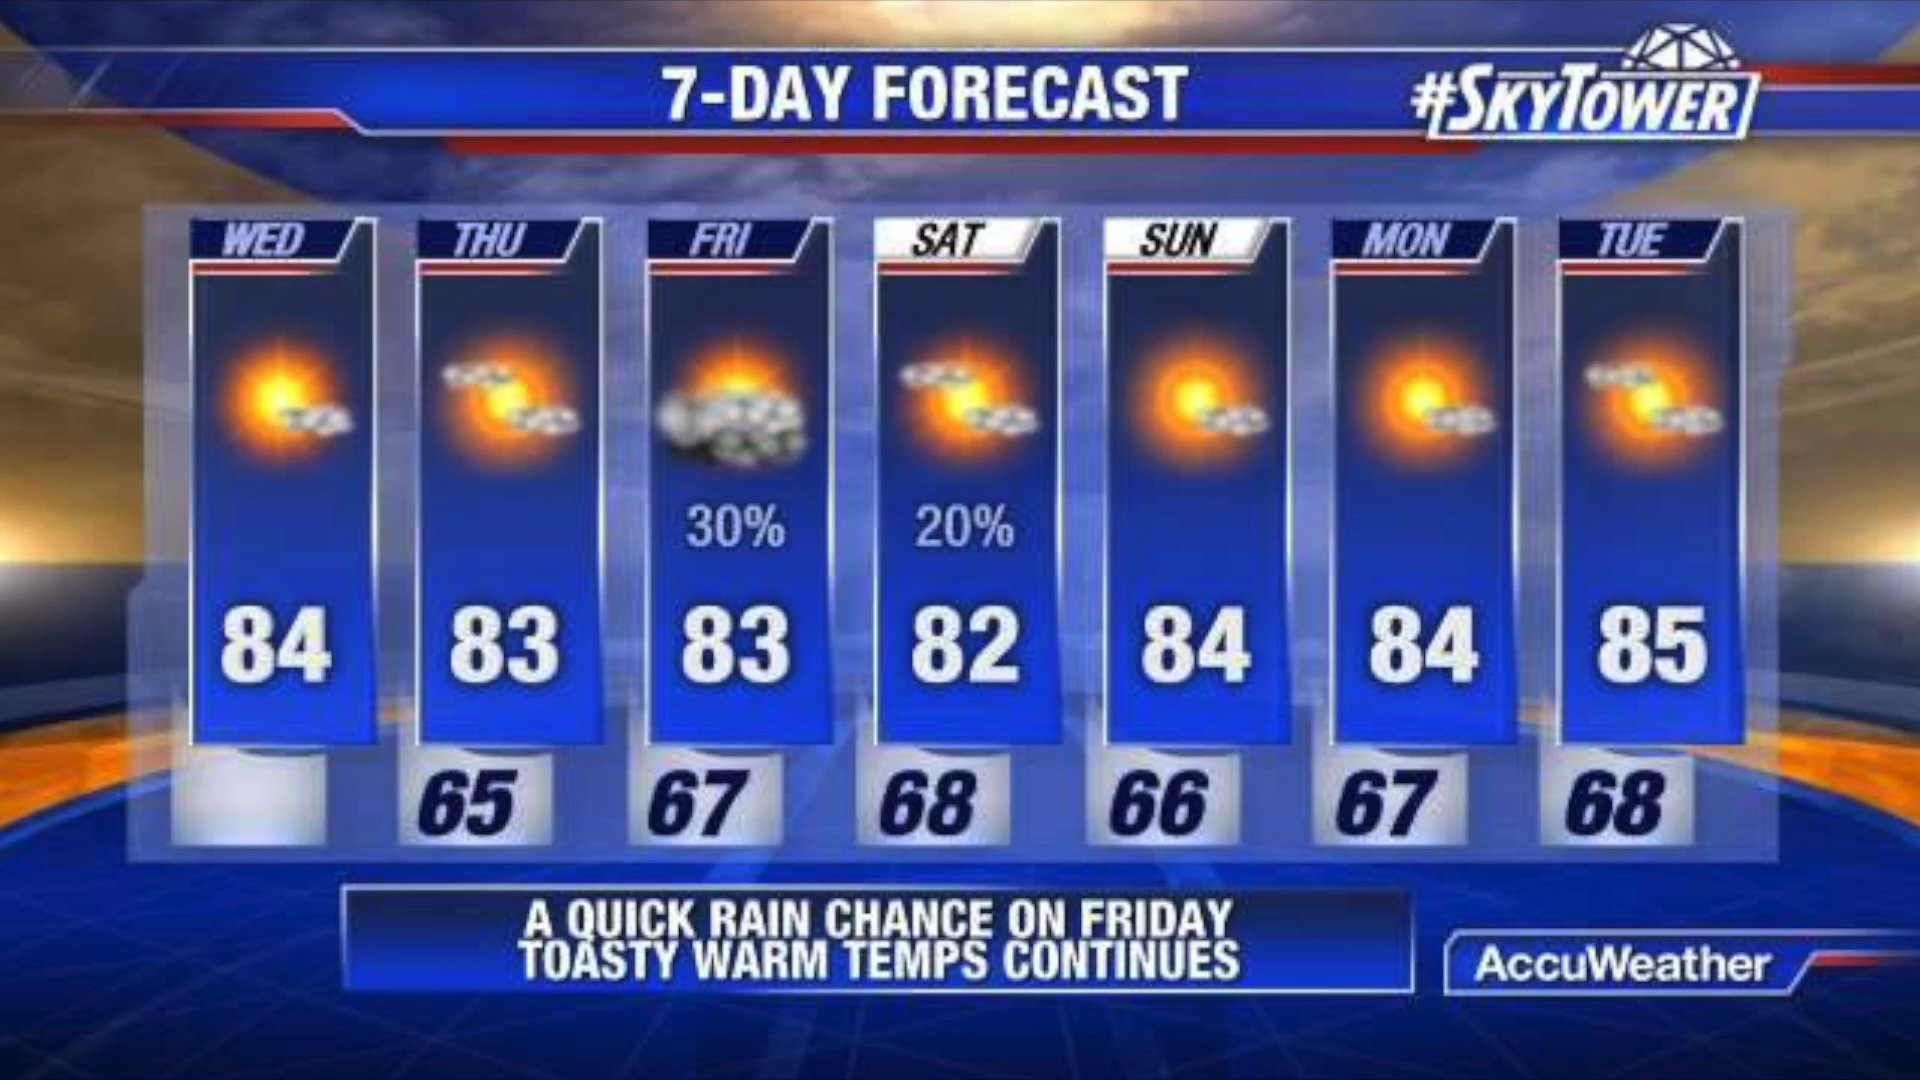 7-DAY FORECAST
#SKYTOWER
WED THU FRI SAT SUN MON TUE
30% 20%
84 83 83 82 84 84 85
65 67 68 66 67 68
A QUICK RAIN CHANCE ON FRIDAY
TOASTY WARM TEMPS CONTINUES
AccuWeather